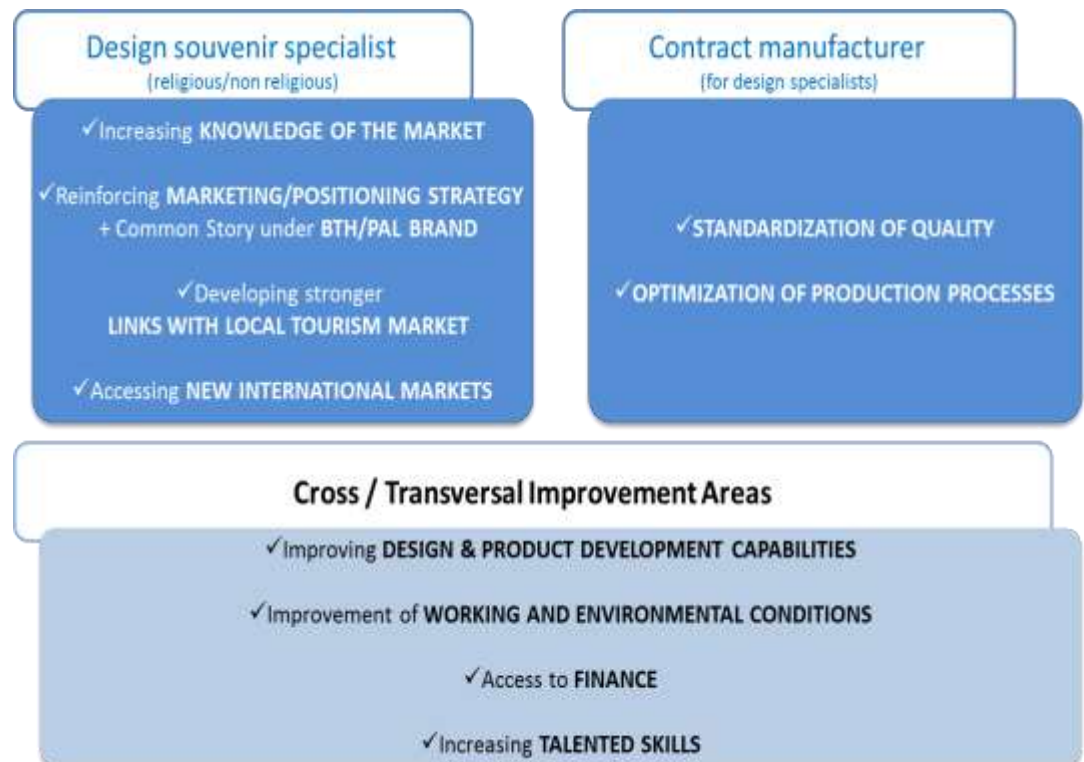 Design souvenir specialist
(religious/non religious)
✓Increasing KNOWLEDGE OF THE MARKET
✓Reinforcing MARKETING/POSITIONING STRATEGY
+ Common Story under BTH/PAL BRAND
✓Developing stronger
LINKS WITH LOCAL TOURISM MARKET
✓Accessing NEW INTERNATIONAL MARKETS
Contract manufacturer
(for design specialists)
✓STANDARDIZATION OF QUALITY
✓OPTIMIZATION OF PRODUCTION PROCESSES
Cross / Transversal Improvement Areas
✓Improving DESIGN & PRODUCT DEVELOPMENT CAPABILITIES
✓Improvement of WORKING AND ENVIRONMENTAL CONDITIONS
✓Access to FINANCE
✓Increasing TALENTED SKILLS